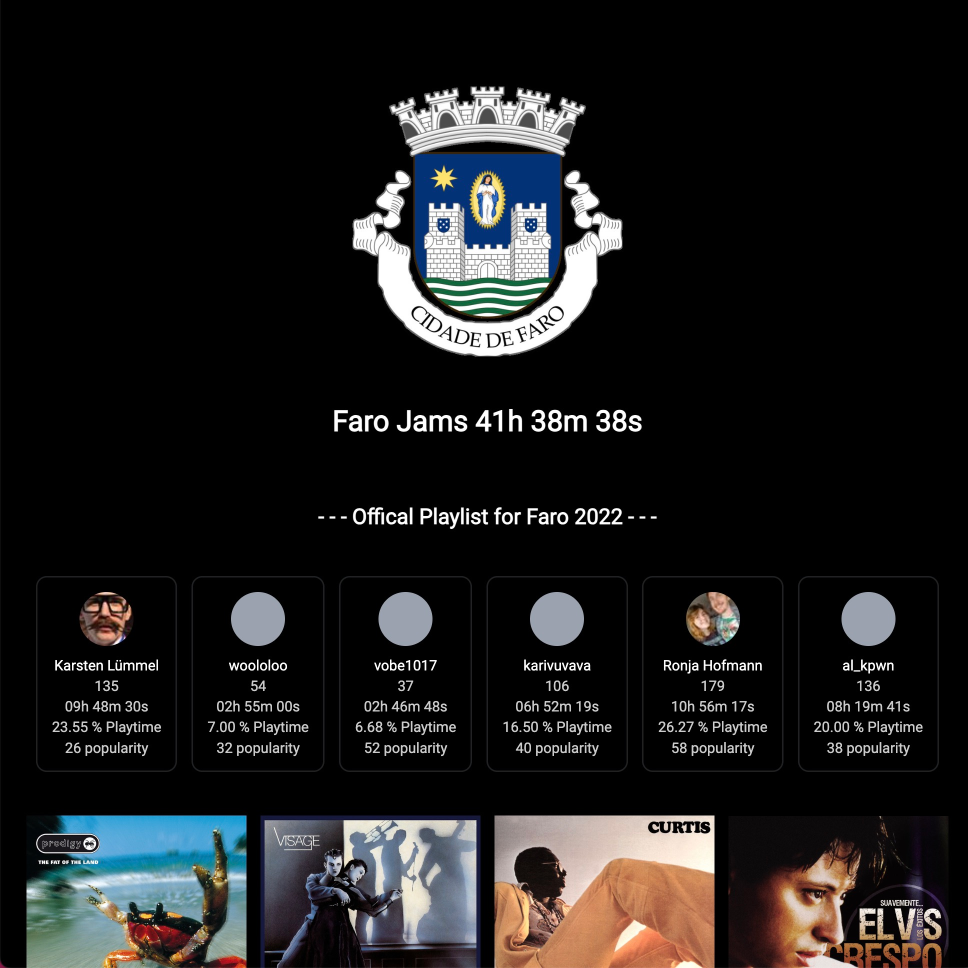 CIDADE DE FARO
Faro Jams 41h 38m 38s
- - - Offical Playlist for Faro 2022 - - -
Karsten Lümmel
135
09h 48m 30s
23.55 % Playtime
26 popularity
woololoo
54
02h 55m 00s
7.00 % Playtime
32 popularity
vobe1017
37
02h 46m 48s
6.68 % Playtime
52 popularity
karivuvava
106
06h 52m 19s
16.50 % Playtime
40 popularity
Ronja Hofmann
179
10h 56m 17s
26.27 % Playtime
58 popularity
al_kpwn
136
08h 19m 41s
20.00 % Playtime
38 popularity
prodigy
THE FAT OF THE LAND
VISAGE
CURTIS
SUAVEMENTE...
ELVIS
LOS EXITOS
CRESPO